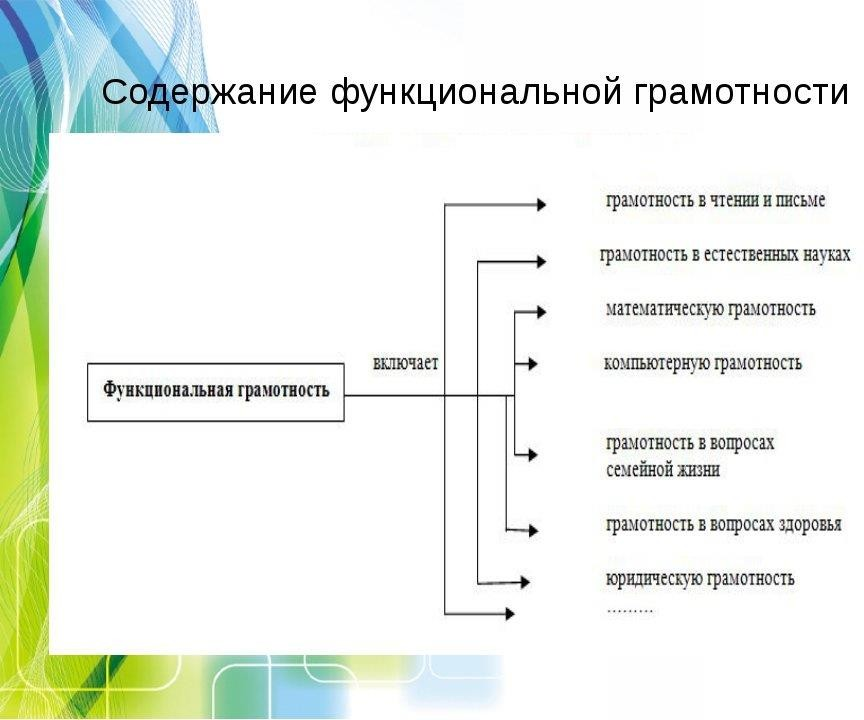 Содержание функциональной грамотности
грамотность в чтении и письме
грамотность в естественных науках
математическую грамотность
включает
компьютерную грамотность
Функциональная грамотность
грамотность в вопросах
семейной жизни
грамотность в вопросах здоровья
юридическую грамотность
………